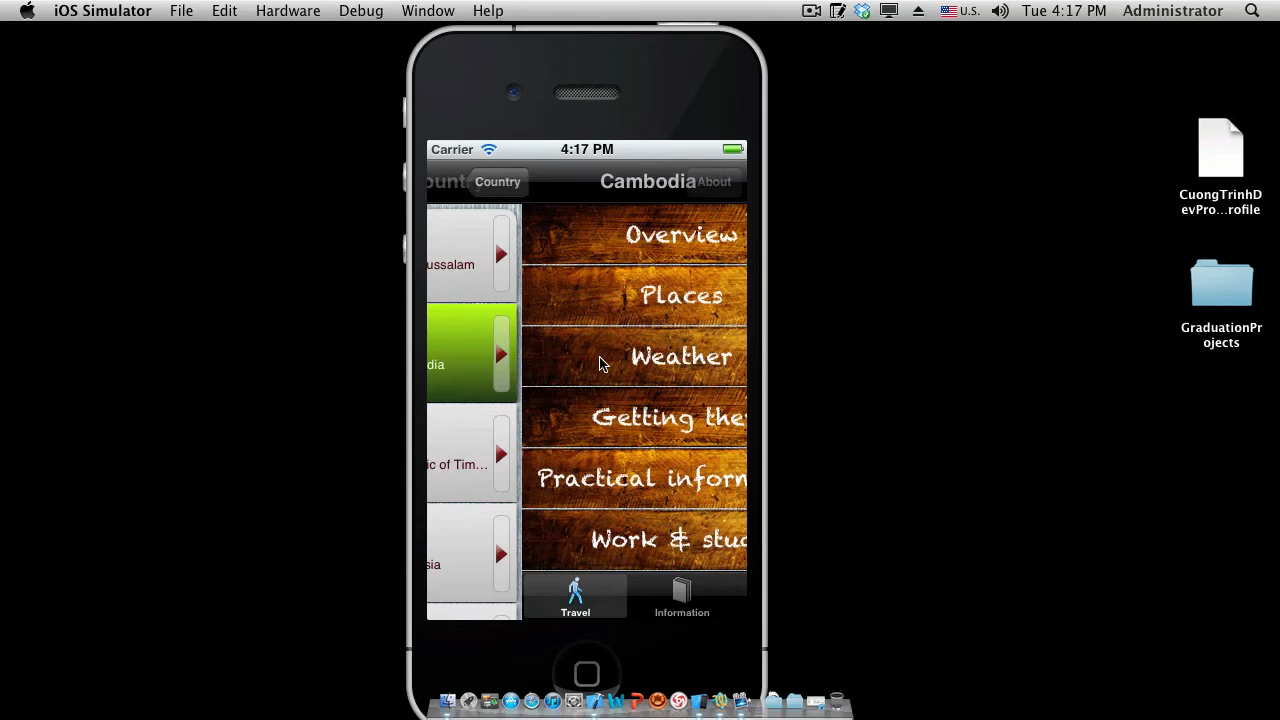 iOS Simulator File Edit Hardware Debug Window Help U.S. Tue 4:17 PM Administrator
Carrier 4:17 PM
ount Country Cambodia About
ussalam
dia
ic of Tim...
sia
Overview
Places
Weather
Getting the
Practical inform
Work & stud
Travel Information
CuongTrinhD
evPro...rofile
GraduationPr
ojects